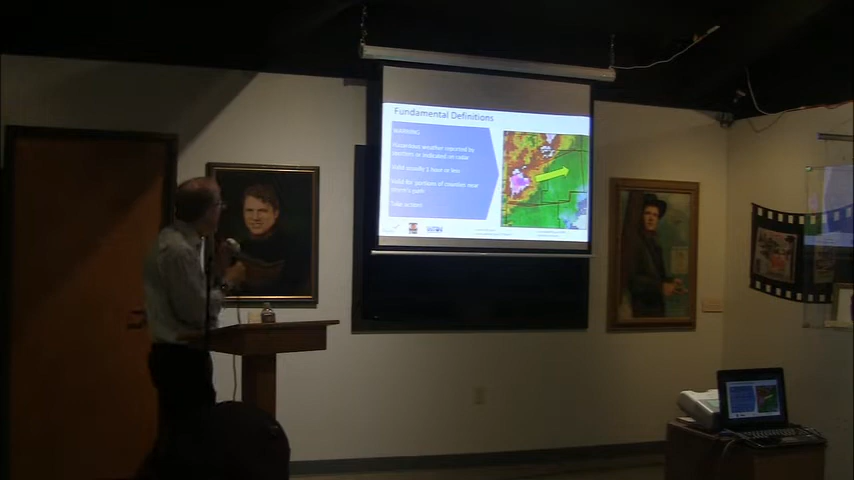 Fundamental Definitions
WARNING
Hazardous weather reported by
spotters or indicated on radar
Valid usually 1 hour or less
Valid for portions of counties near
storm's path
Take action!